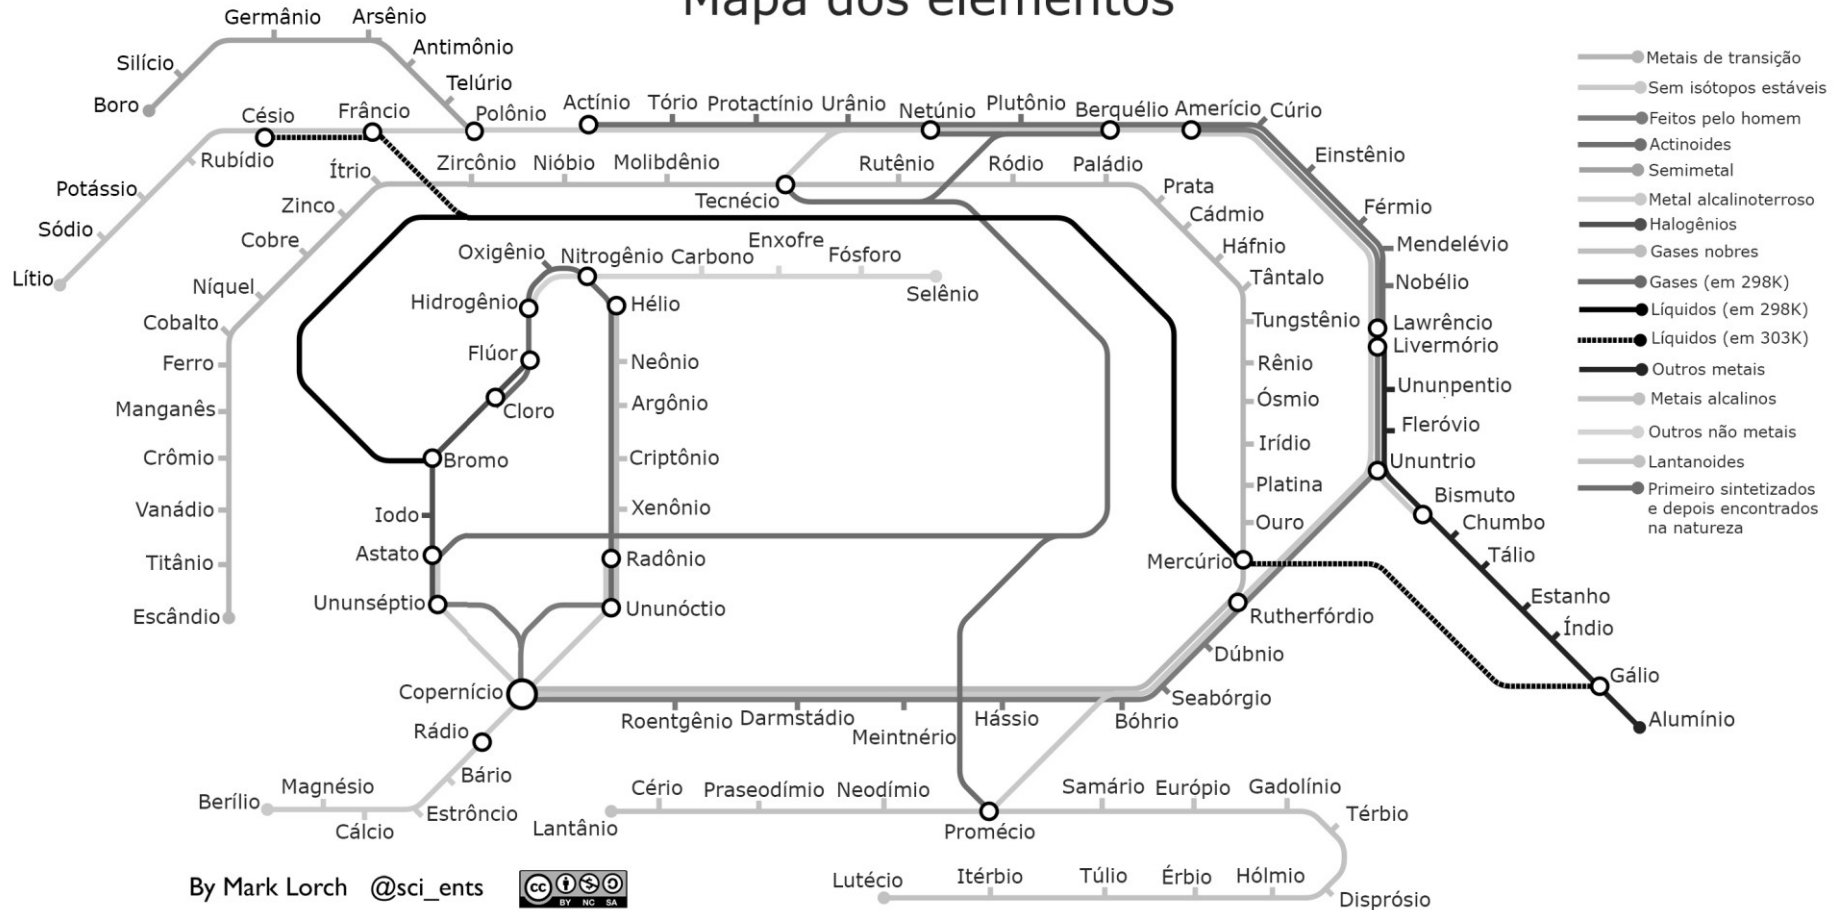 Mapa dos elementos
Germânio
Arsênio
Silício
Antimônio
Boro
Telúrio
Césio
Frâncio
Polônio
Actínio
Tório
Protactínio
Urânio
Netúnio
Plutônio
Berquélio
Amerício
Cúrio
Rubídio
Potássio
Sódio
Lítio
Ítrio
Zircônio
Nióbio
Molibdênio
Tecnécio
Rutênio
Ródio
Paládio
Einstênio
Zinco
Prata
Férmio
Cobre
Cádmio
Mendelévio
Níquel
Háfnio
Nobélio
Tântalo
Oxigênio
Nitrogênio
Carbono
Enxofre
Fósforo
Selênio
Hidrogênio
Hélio
Cobalto
Tungstênio
Lawrêncio
Livermório
Ferro
Flúor
Neônio
Rênio
Ununpentio
Manganês
Cloro
Argônio
Ósmio
Fleróvio
Crômio
Bromo
Criptônio
Irídio
Ununtrio
Vanádio
Iodo
Xenônio
Platina
Bismuto
Ouro
Chumbo
Titânio
Astato
Radônio
Mercúrio
Tálio
Escândio
Ununséptio
Ununóctio
Rutherfórdio
Estanho
Índio
Dúbnio
Copernício
Seabórgio
Gálio
Roentgênio
Darmstádio
Meintnério
Hássio
Bóhrio
Alumínio
Rádio
Bário
Berílio
Magnésio
Cálcio
Estrôncio
Lantânio
Cério
Praseodímio
Neodímio
Promécio
Samário
Európio
Gadolínio
Térbio
Disprósio
Lutécio
Itérbio
Túlio
Érbio
Hólmio
Metais de transição
Sem isótopos estáveis
Feitos pelo homem
Actinoides
Semimetal
Metal alcalinoterroso
Halogênios
Gases nobres
Gases (em 298K)
Líquidos (em 298K)
Líquidos (em 303K)
Outros metais
Metais alcalinos
Outros não metais
Lantanoides
Primeiro sintetizados
e depois encontrados
na natureza
By Mark Lorch @sci_ents
cc
BY NC SA